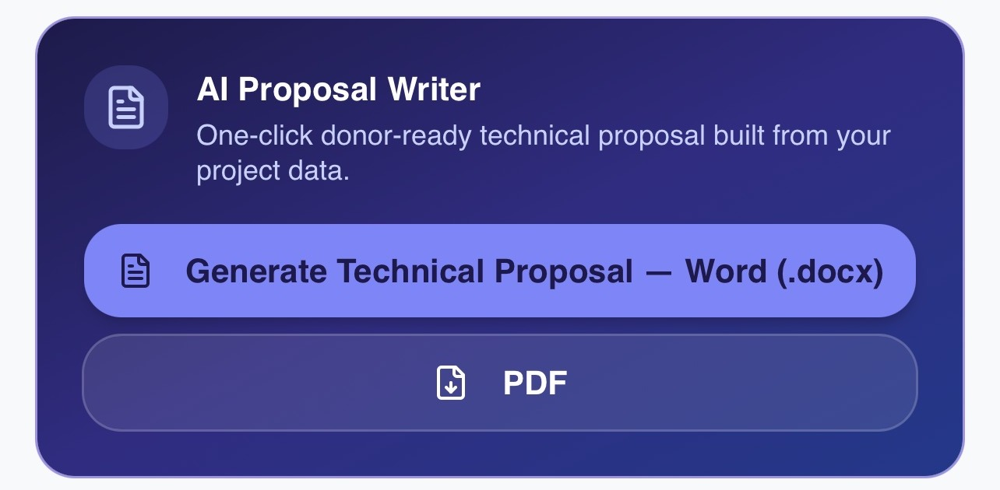 AI Proposal Writer
One-click donor-ready technical proposal built from your
project data.
Generate Technical Proposal — Word (.docx)
PDF